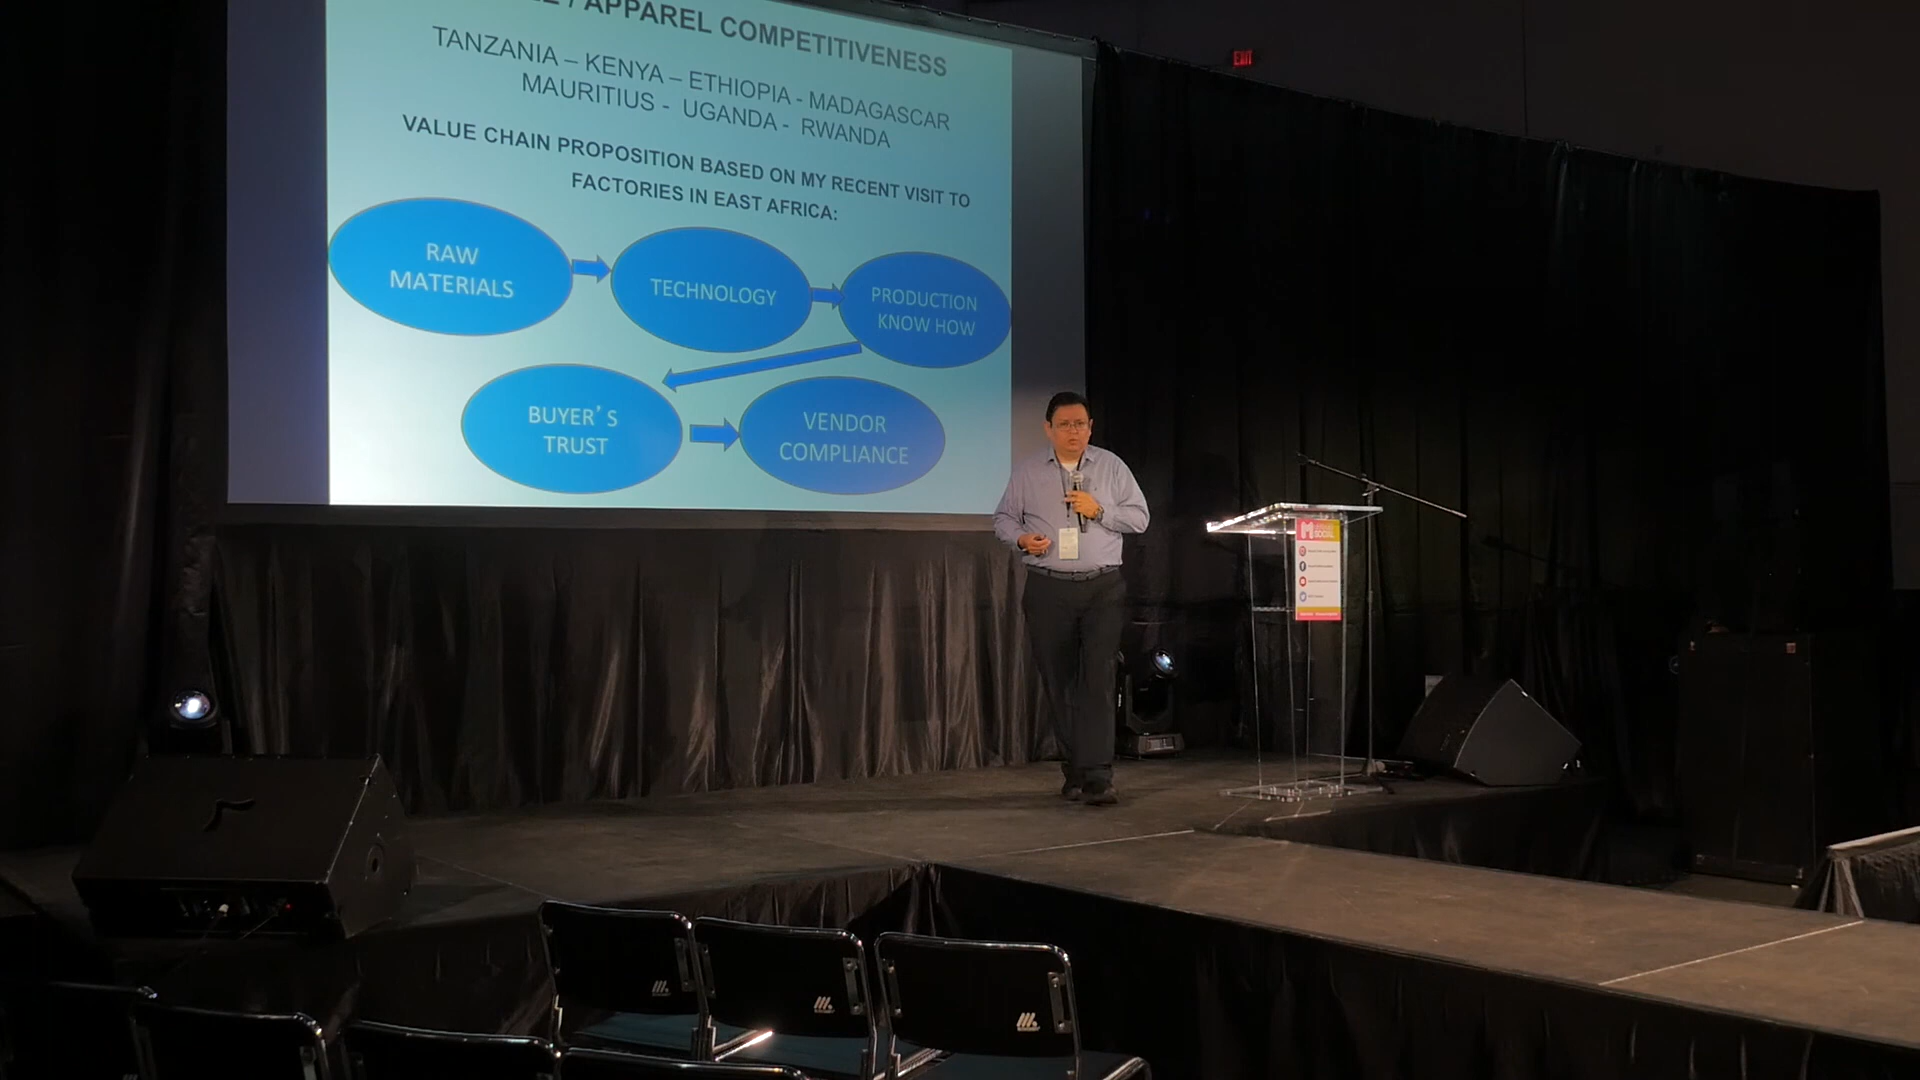 / APPAREL COMPETITIVENESS
TANZANIA – KENYA – ETHIOPIA - MADAGASCAR
MAURITIUS - UGANDA - RWANDA
VALUE CHAIN PROPOSITION BASED ON MY RECENT VISIT TO
FACTORIES IN EAST AFRICA:
RAW
MATERIALS
TECHNOLOGY
PRODUCTION
KNOW HOW
BUYER’S
TRUST
VENDOR
COMPLIANCE
EXIT
SOCIAL